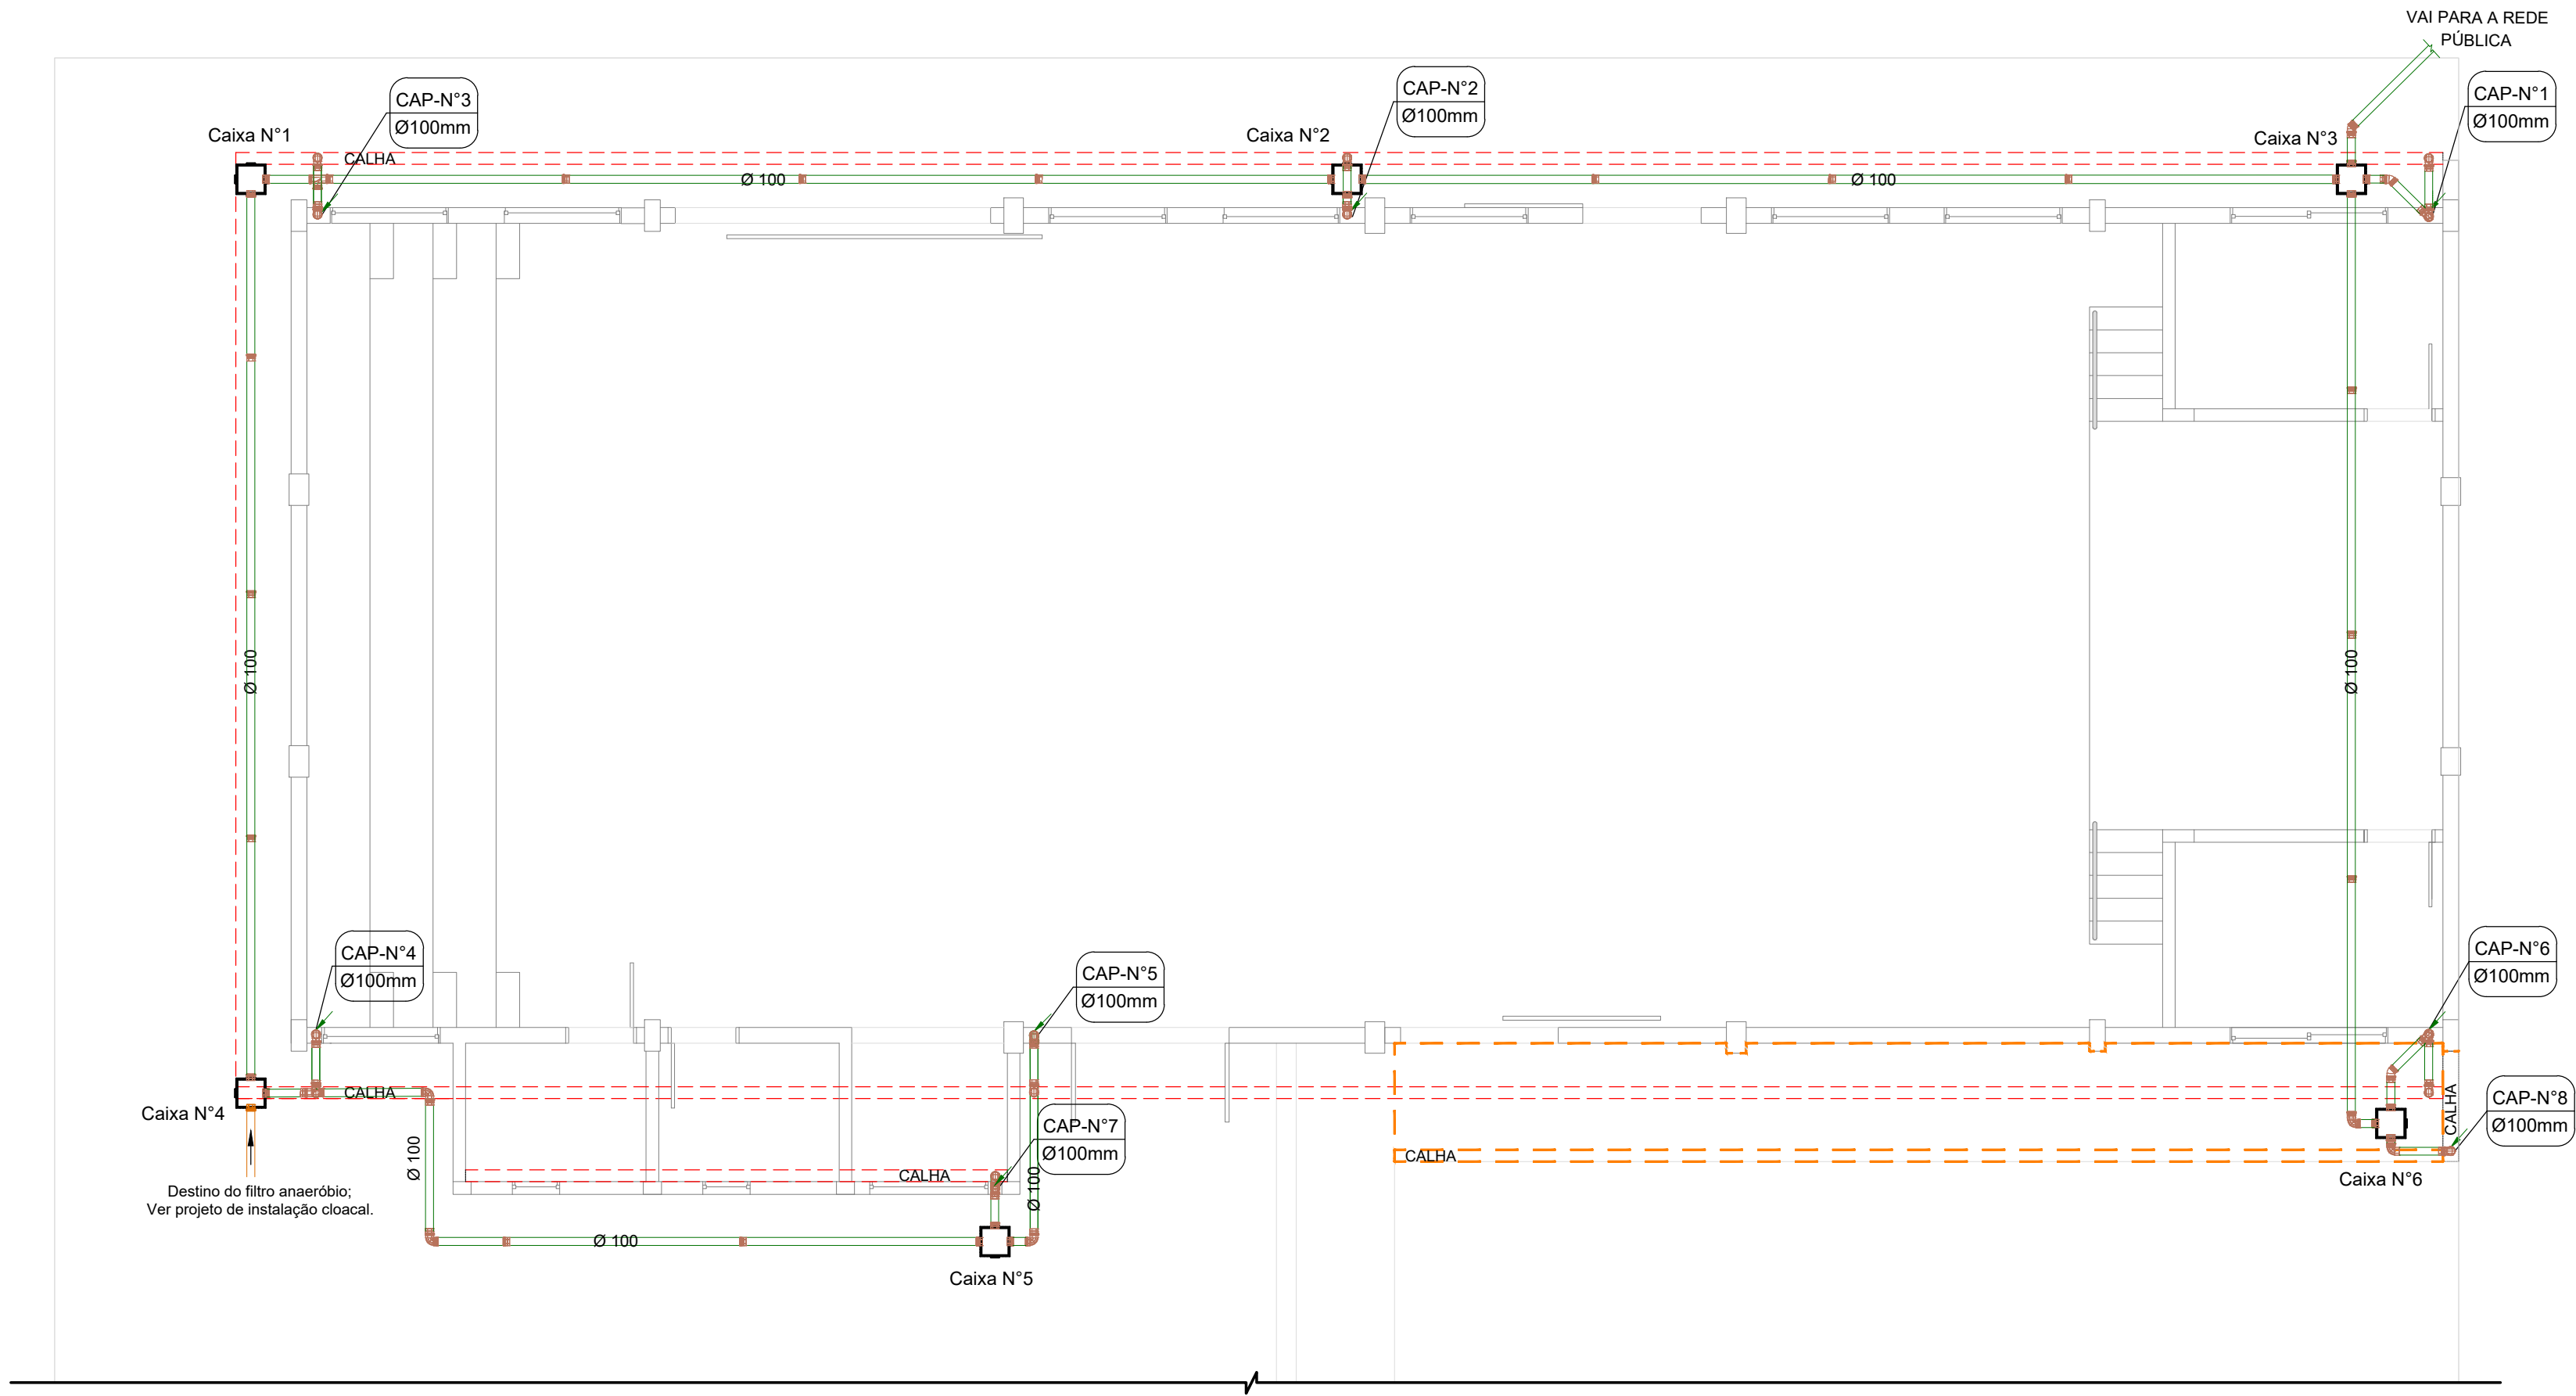 VAI PARA A REDE
PÚBLICA
CAP-N°3
Ø100mm
CAP-N°2
Ø100mm
CAP-N°1
Ø100mm
Caixa N°1
Caixa N°2
Caixa N°3
CALHA
Ø 100
Ø 100
Ø 100
Ø 100
CAP-N°4
Ø100mm
CAP-N°5
Ø100mm
CAP-N°6
Ø100mm
CALHA
Caixa N°4
CAP-N°7
Ø100mm
CALHA
CAP-N°8
Ø100mm
Ø 100
CALHA
Ø 100
CALHA
Caixa N°6
Destino do filtro anaeróbio;
Ver projeto de instalação cloacal.
Ø 100
Caixa N°5